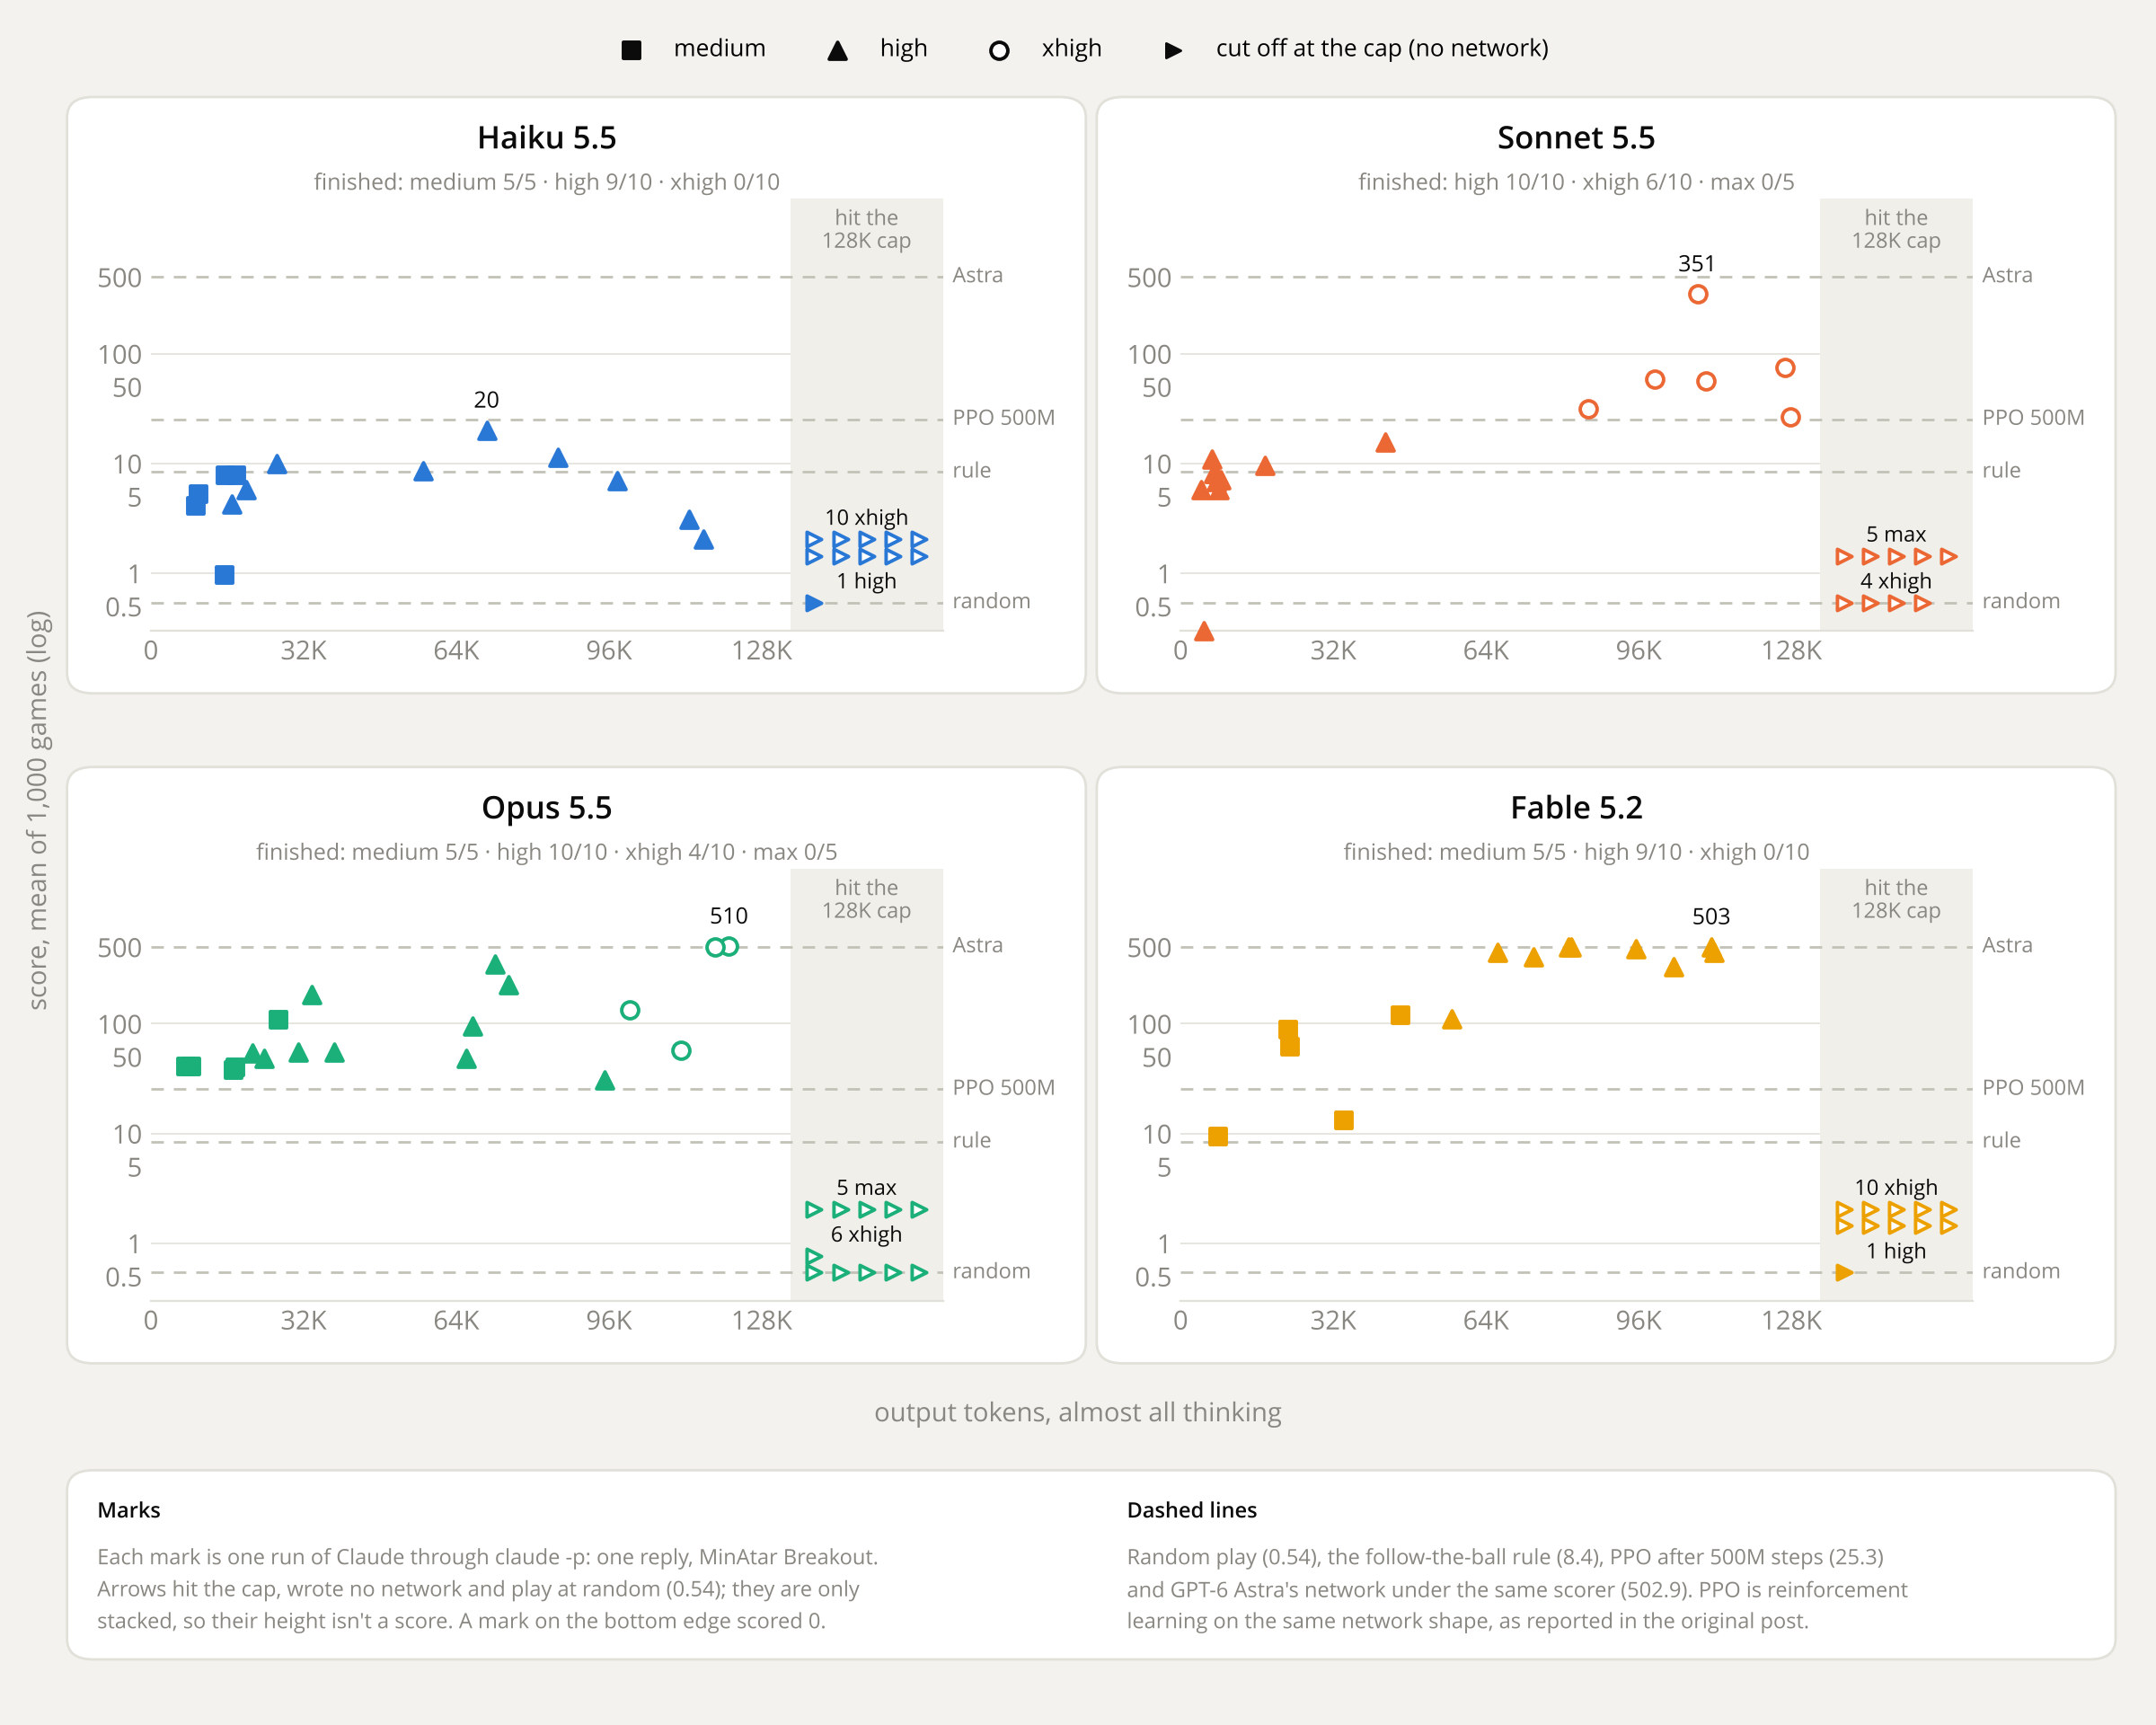 medium high xhigh cut off at the cap (no network)
Haiku 5.5
finished: medium 5/5 · high 9/10 · xhigh 0/10
hit the
128K cap
500
Astra
100
50
20
PPO 500M
10
rule
5
10 xhigh
1
1 high
0.5
random
0 32K 64K 96K 128K
Sonnet 5.5
finished: high 10/10 · xhigh 6/10 · max 0/5
hit the
128K cap
351
500
Astra
100
50
PPO 500M
10
rule
5
5 max
1
4 xhigh
0.5
random
0 32K 64K 96K 128K
score, mean of 1,000 games (log)
Opus 5.5
finished: medium 5/5 · high 10/10 · xhigh 4/10 · max 0/5
hit the
128K cap
510
500
Astra
100
50
PPO 500M
10
rule
5
5 max
6 xhigh
1
0.5
random
0 32K 64K 96K 128K
Fable 5.2
finished: medium 5/5 · high 9/10 · xhigh 0/10
hit the
128K cap
503
500
Astra
100
50
PPO 500M
10
rule
5
10 xhigh
1
1 high
0.5
random
0 32K 64K 96K 128K
output tokens, almost all thinking
Marks
Each mark is one run of Claude through claude -p: one reply, MinAtar Breakout.
Arrows hit the cap, wrote no network and play at random (0.54); they are only
stacked, so their height isn't a score. A mark on the bottom edge scored 0.
Dashed lines
Random play (0.54), the follow-the-ball rule (8.4), PPO after 500M steps (25.3)
and GPT-6 Astra's network under the same scorer (502.9). PPO is reinforcement
learning on the same network shape, as reported in the original post.